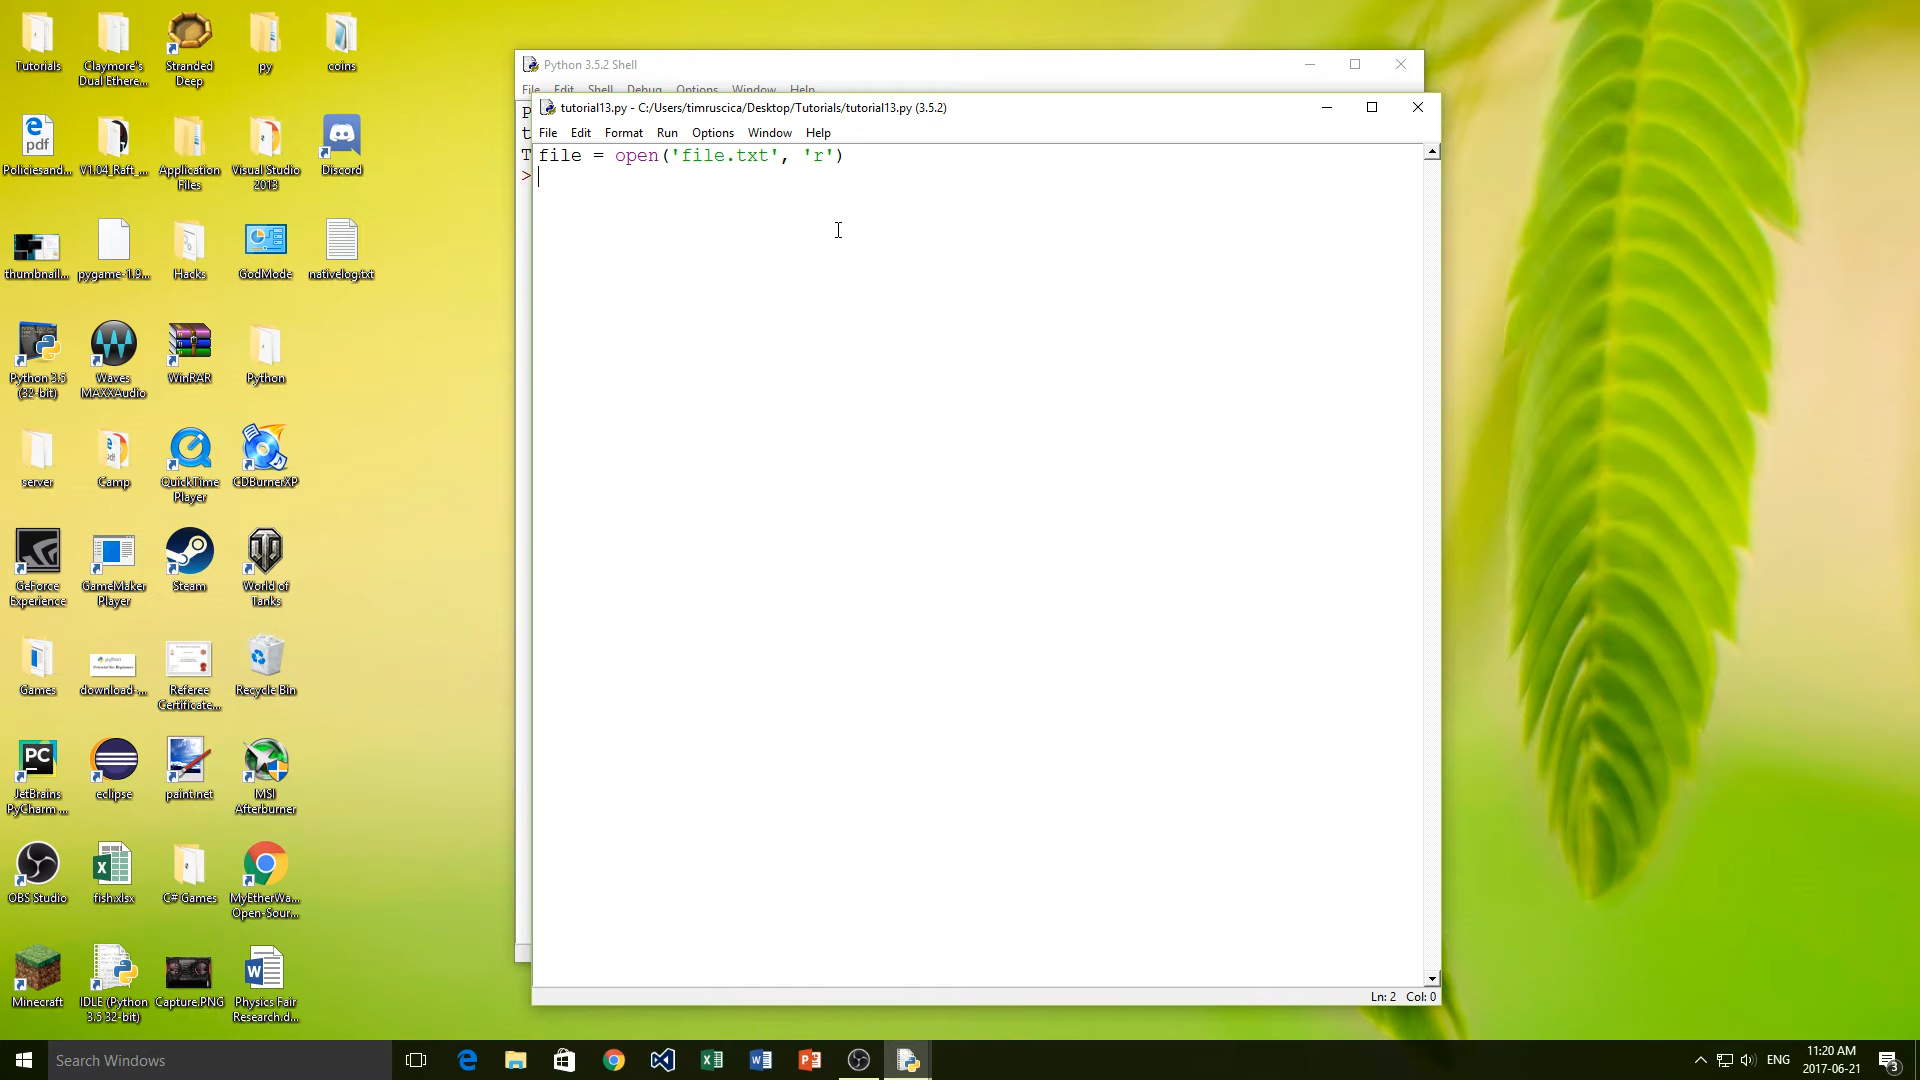 Tutorials
Claymore's
Dual Ethere...
Stranded
Deep
py
coins
Policiesand...
V1.04_Raft_...
Application
Files
Visual Studio
2013
Discord
thumbnail...
pygame-1.9...
Hacks
GodMode
nativelog.txt
Python 3.5
(32-bit)
Waves
MAXXAudio
WinRAR
Python
server
Camp
QuickTime
Player
CDBurnerXP
GeForce
Experience
GameMaker
Player
Steam
World of
Tanks
Games
download-...
Referee
Certificate...
Recycle Bin
JetBrains
PyCharm ...
eclipse
paint.net
MSI
Afterburner
OBS Studio
fish.xlsx
C# Games
MyEtherWa...
Open-Sour...
Minecraft
IDLE (Python
3.5 32-bit)
Capture.PNG
Physics Fair
Research.d...
Python 3.5.2 Shell
File Edit Shell Debug Options Window Help
P
t
T
>
tutorial13.py - C:/Users/timruscica/Desktop/Tutorials/tutorial13.py (3.5.2)
File Edit Format Run Options Window Help
file = open('file.txt', 'r')
Ln: 2 Col: 0
Search Windows
ENG
11:20 AM
2017-06-21
3